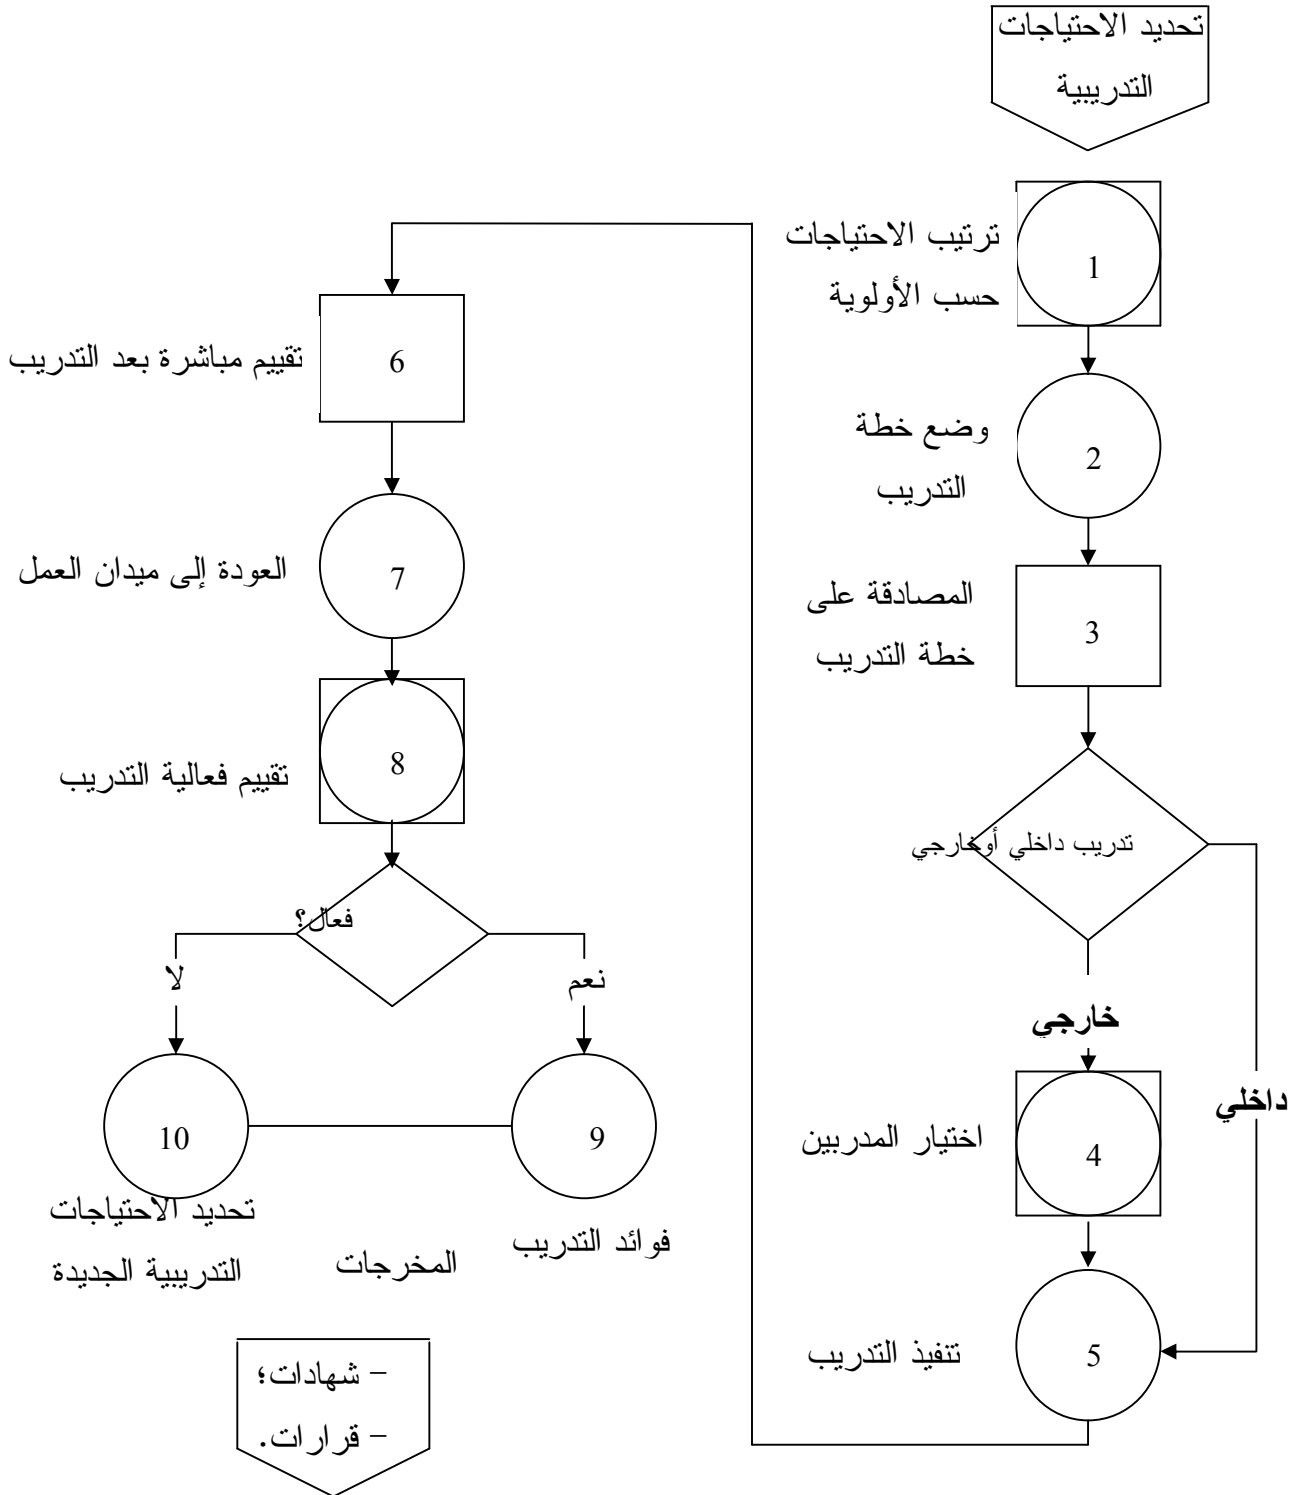 تحديد الاحتياجات
التدريبية
1
ترتيب الاحتياجات
حسب الأولوية
2
وضع خطة
التدريب
3
المصادقة على
خطة التدريب
تدريب داخلي أوخارجي
خارجي
داخلي
4
اختيار المدربين
5
تنفيذ التدريب
6
تقييم مباشرة بعد التدريب
7
العودة إلى ميدان العمل
8
تقييم فعالية التدريب
فعال؟
نعم
لا
9
فوائد التدريب
10
تحديد الاحتياجات
التدريبية الجديدة
المخرجات
- شهادات؛
- قرارات.